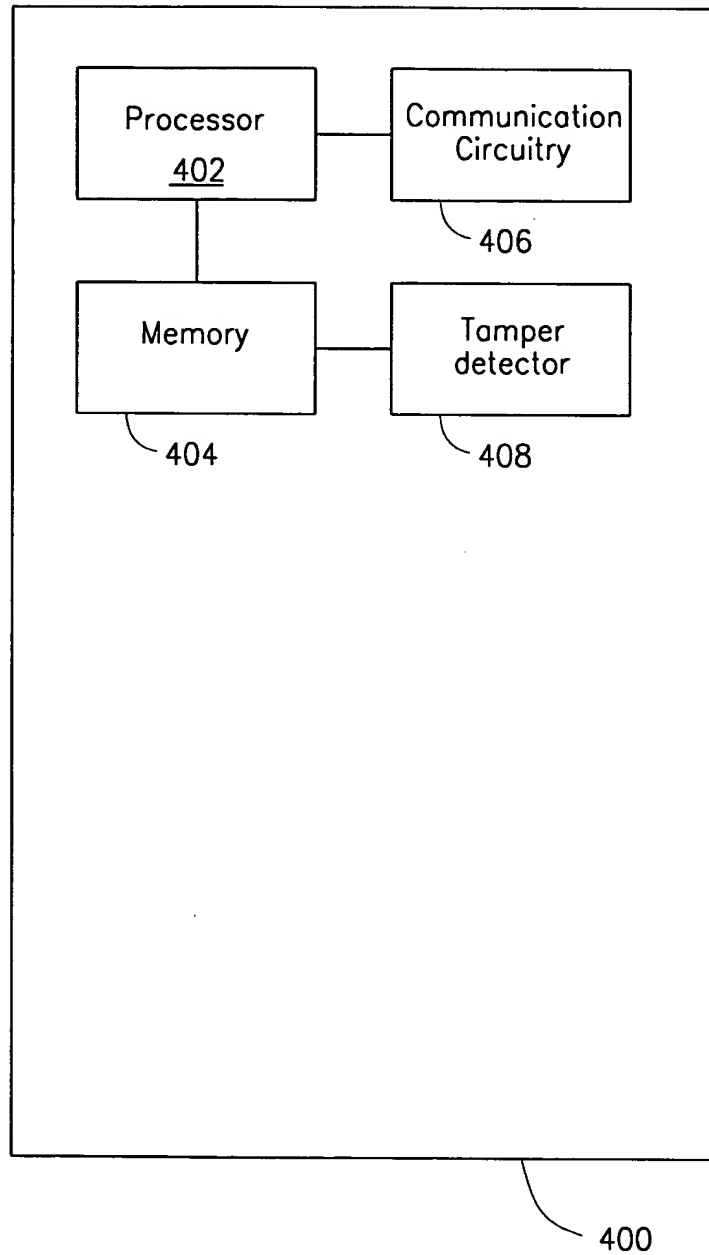 Processor
402
Communication
Circuitry
406
Memory
404
Tamper
detector
408
400